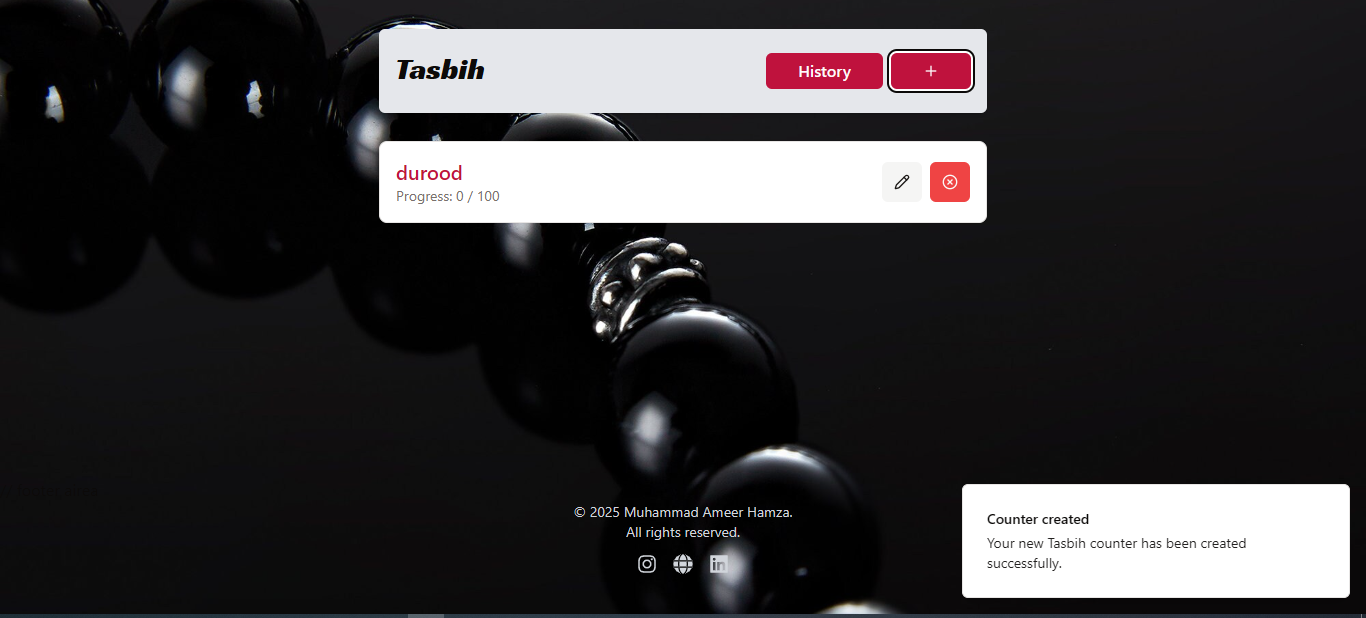 Tasbih
History
+
durood
Progress: 0 / 100
© 2025 Muhammad Ameer Hamza.
All rights reserved.
in
Counter created
Your new Tasbih counter has been created
successfully.